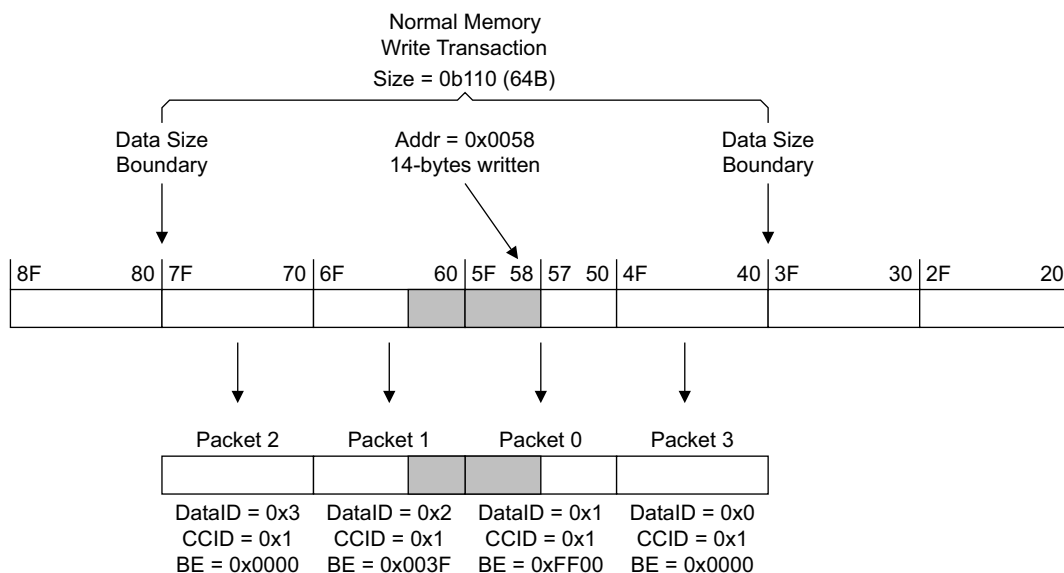 Normal Memory
Write Transaction
Size = 0b110 (64B)
Data Size
Boundary
Addr = 0x0058
14-bytes written
Data Size
Boundary
8F 80 7F 70 6F 60 5F 58 57 50 4F 40 3F 30 2F 20
Packet 2 Packet 1 Packet 0 Packet 3
DataID = 0x3 DataID = 0x2 DataID = 0x1 DataID = 0x0
CCID = 0x1 CCID = 0x1 CCID = 0x1 CCID = 0x1
BE = 0x0000 BE = 0x003F BE = 0xFF00 BE = 0x0000